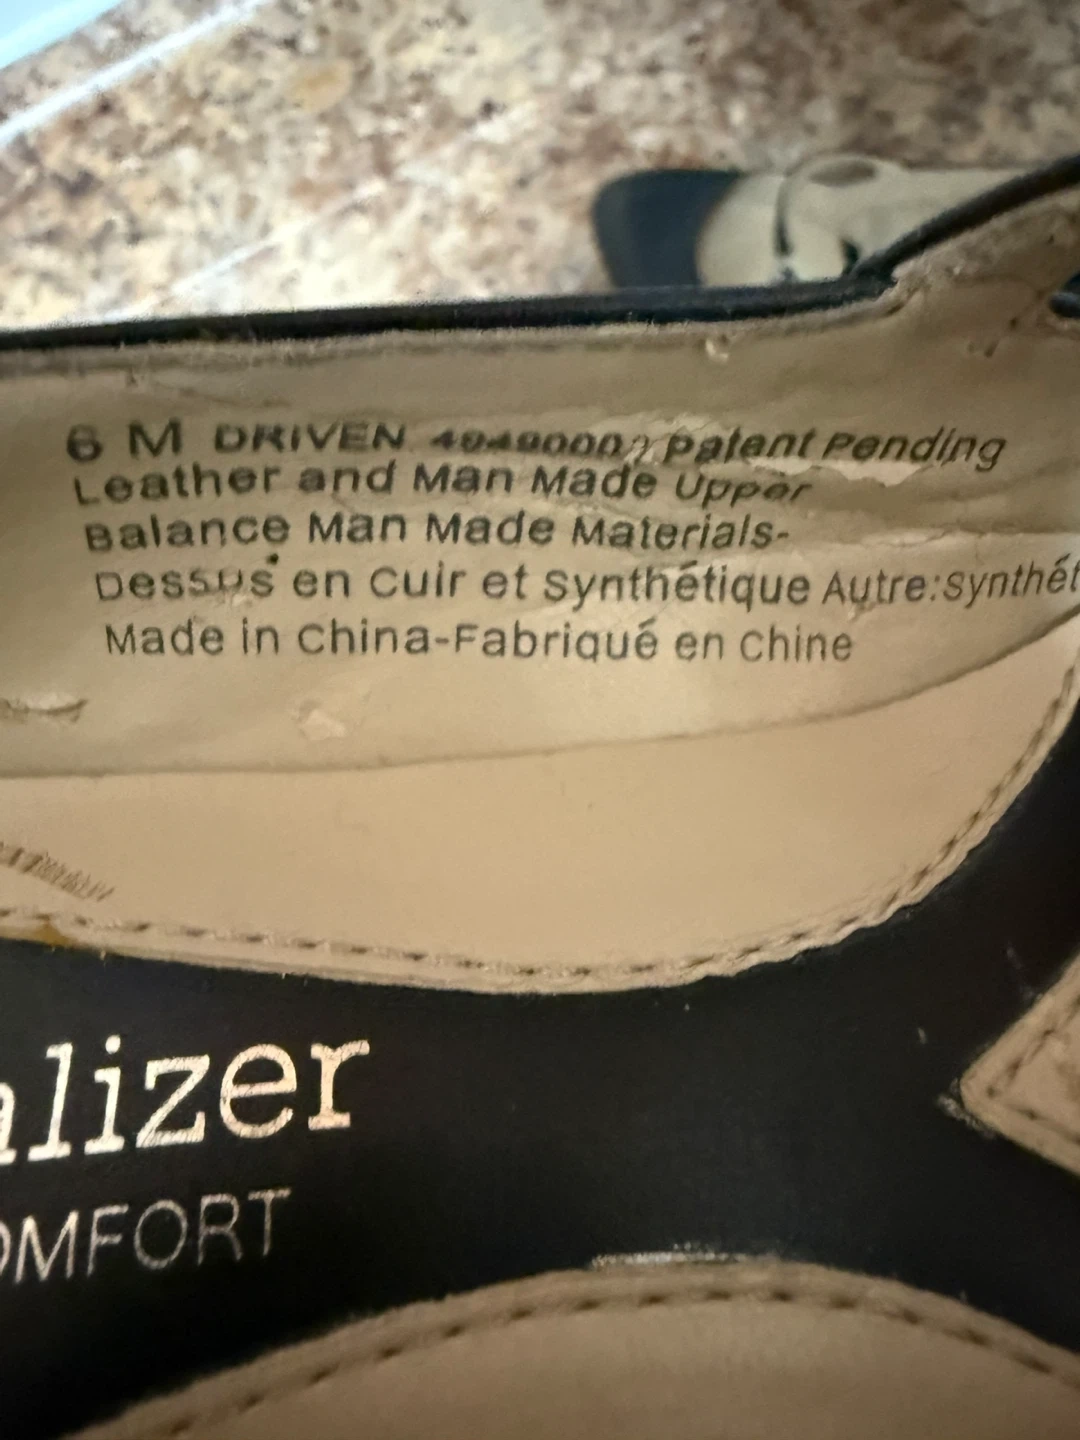 6 M DRIVEN Patent Pending
Leather and Man Made Upper
Balance Man Made Materials-
Dessus en Cuir et Synthétique Autre:Synthét
Made in China-Fabriqué en Chine
alizer
OMFORT